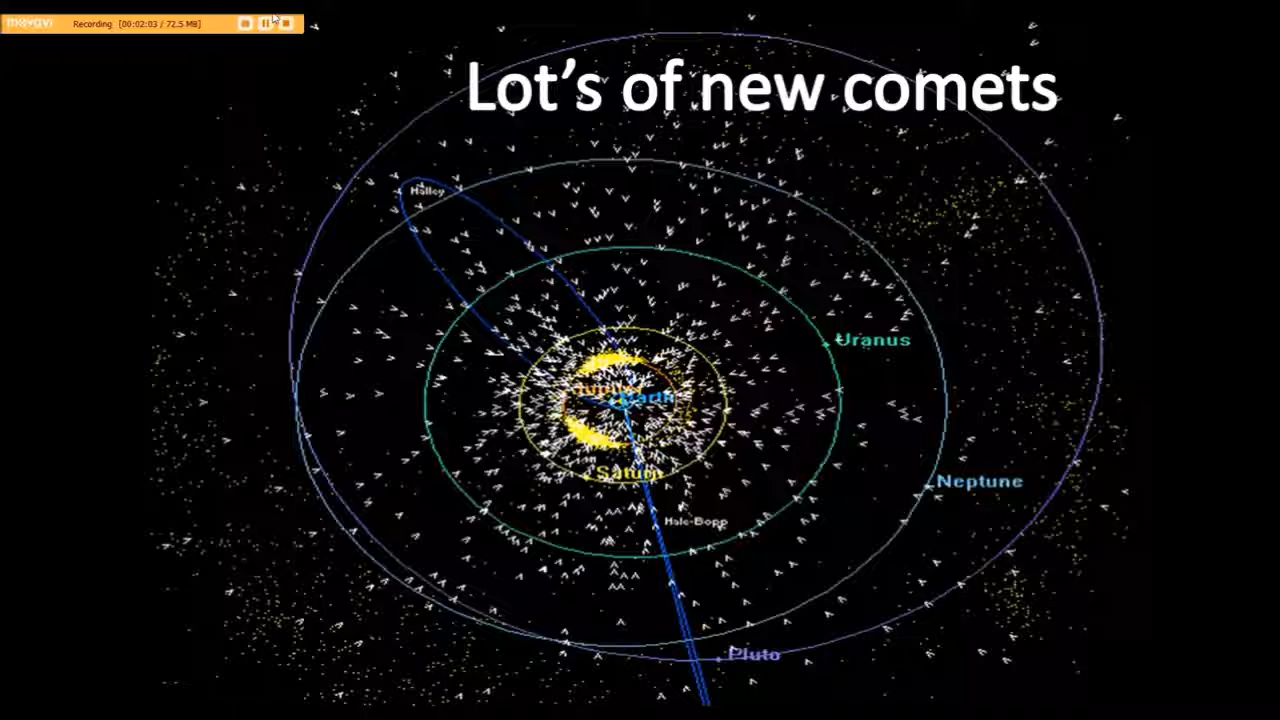 movavi Recording [00:02:03 / 72.5 MB]
Lot's of new comets
Halley
Uranus
Jupiter
Earth
Saturn
Neptune
Hale-Bopp
Pluto